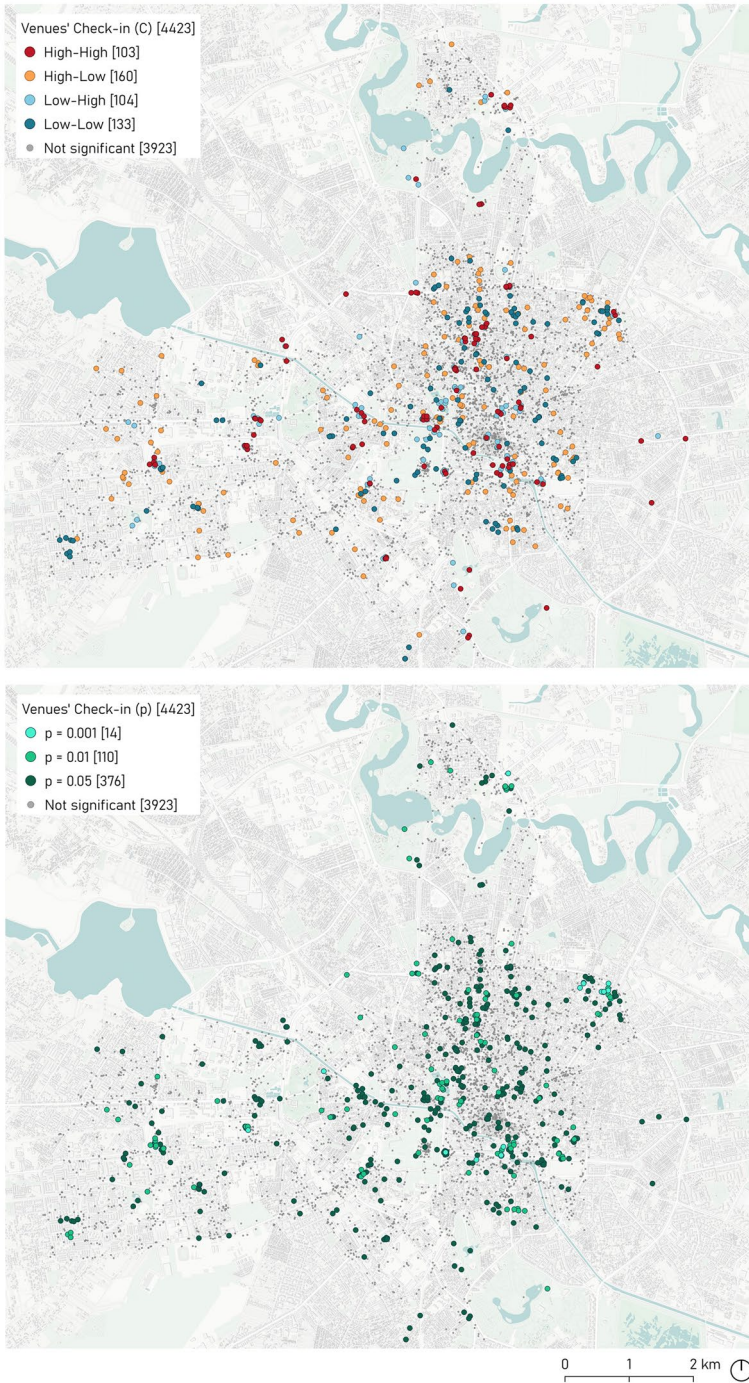 Venues' Check-in (C) [4423]
High-High [103]
High-Low [160]
Low-High [104]
Low-Low [133]
Not significant [3923]
Venues' Check-in (p) [4423]
p = 0.001 [14]
p = 0.01 [110]
p = 0.05 [376]
Not significant [3923]
0 1 2 km